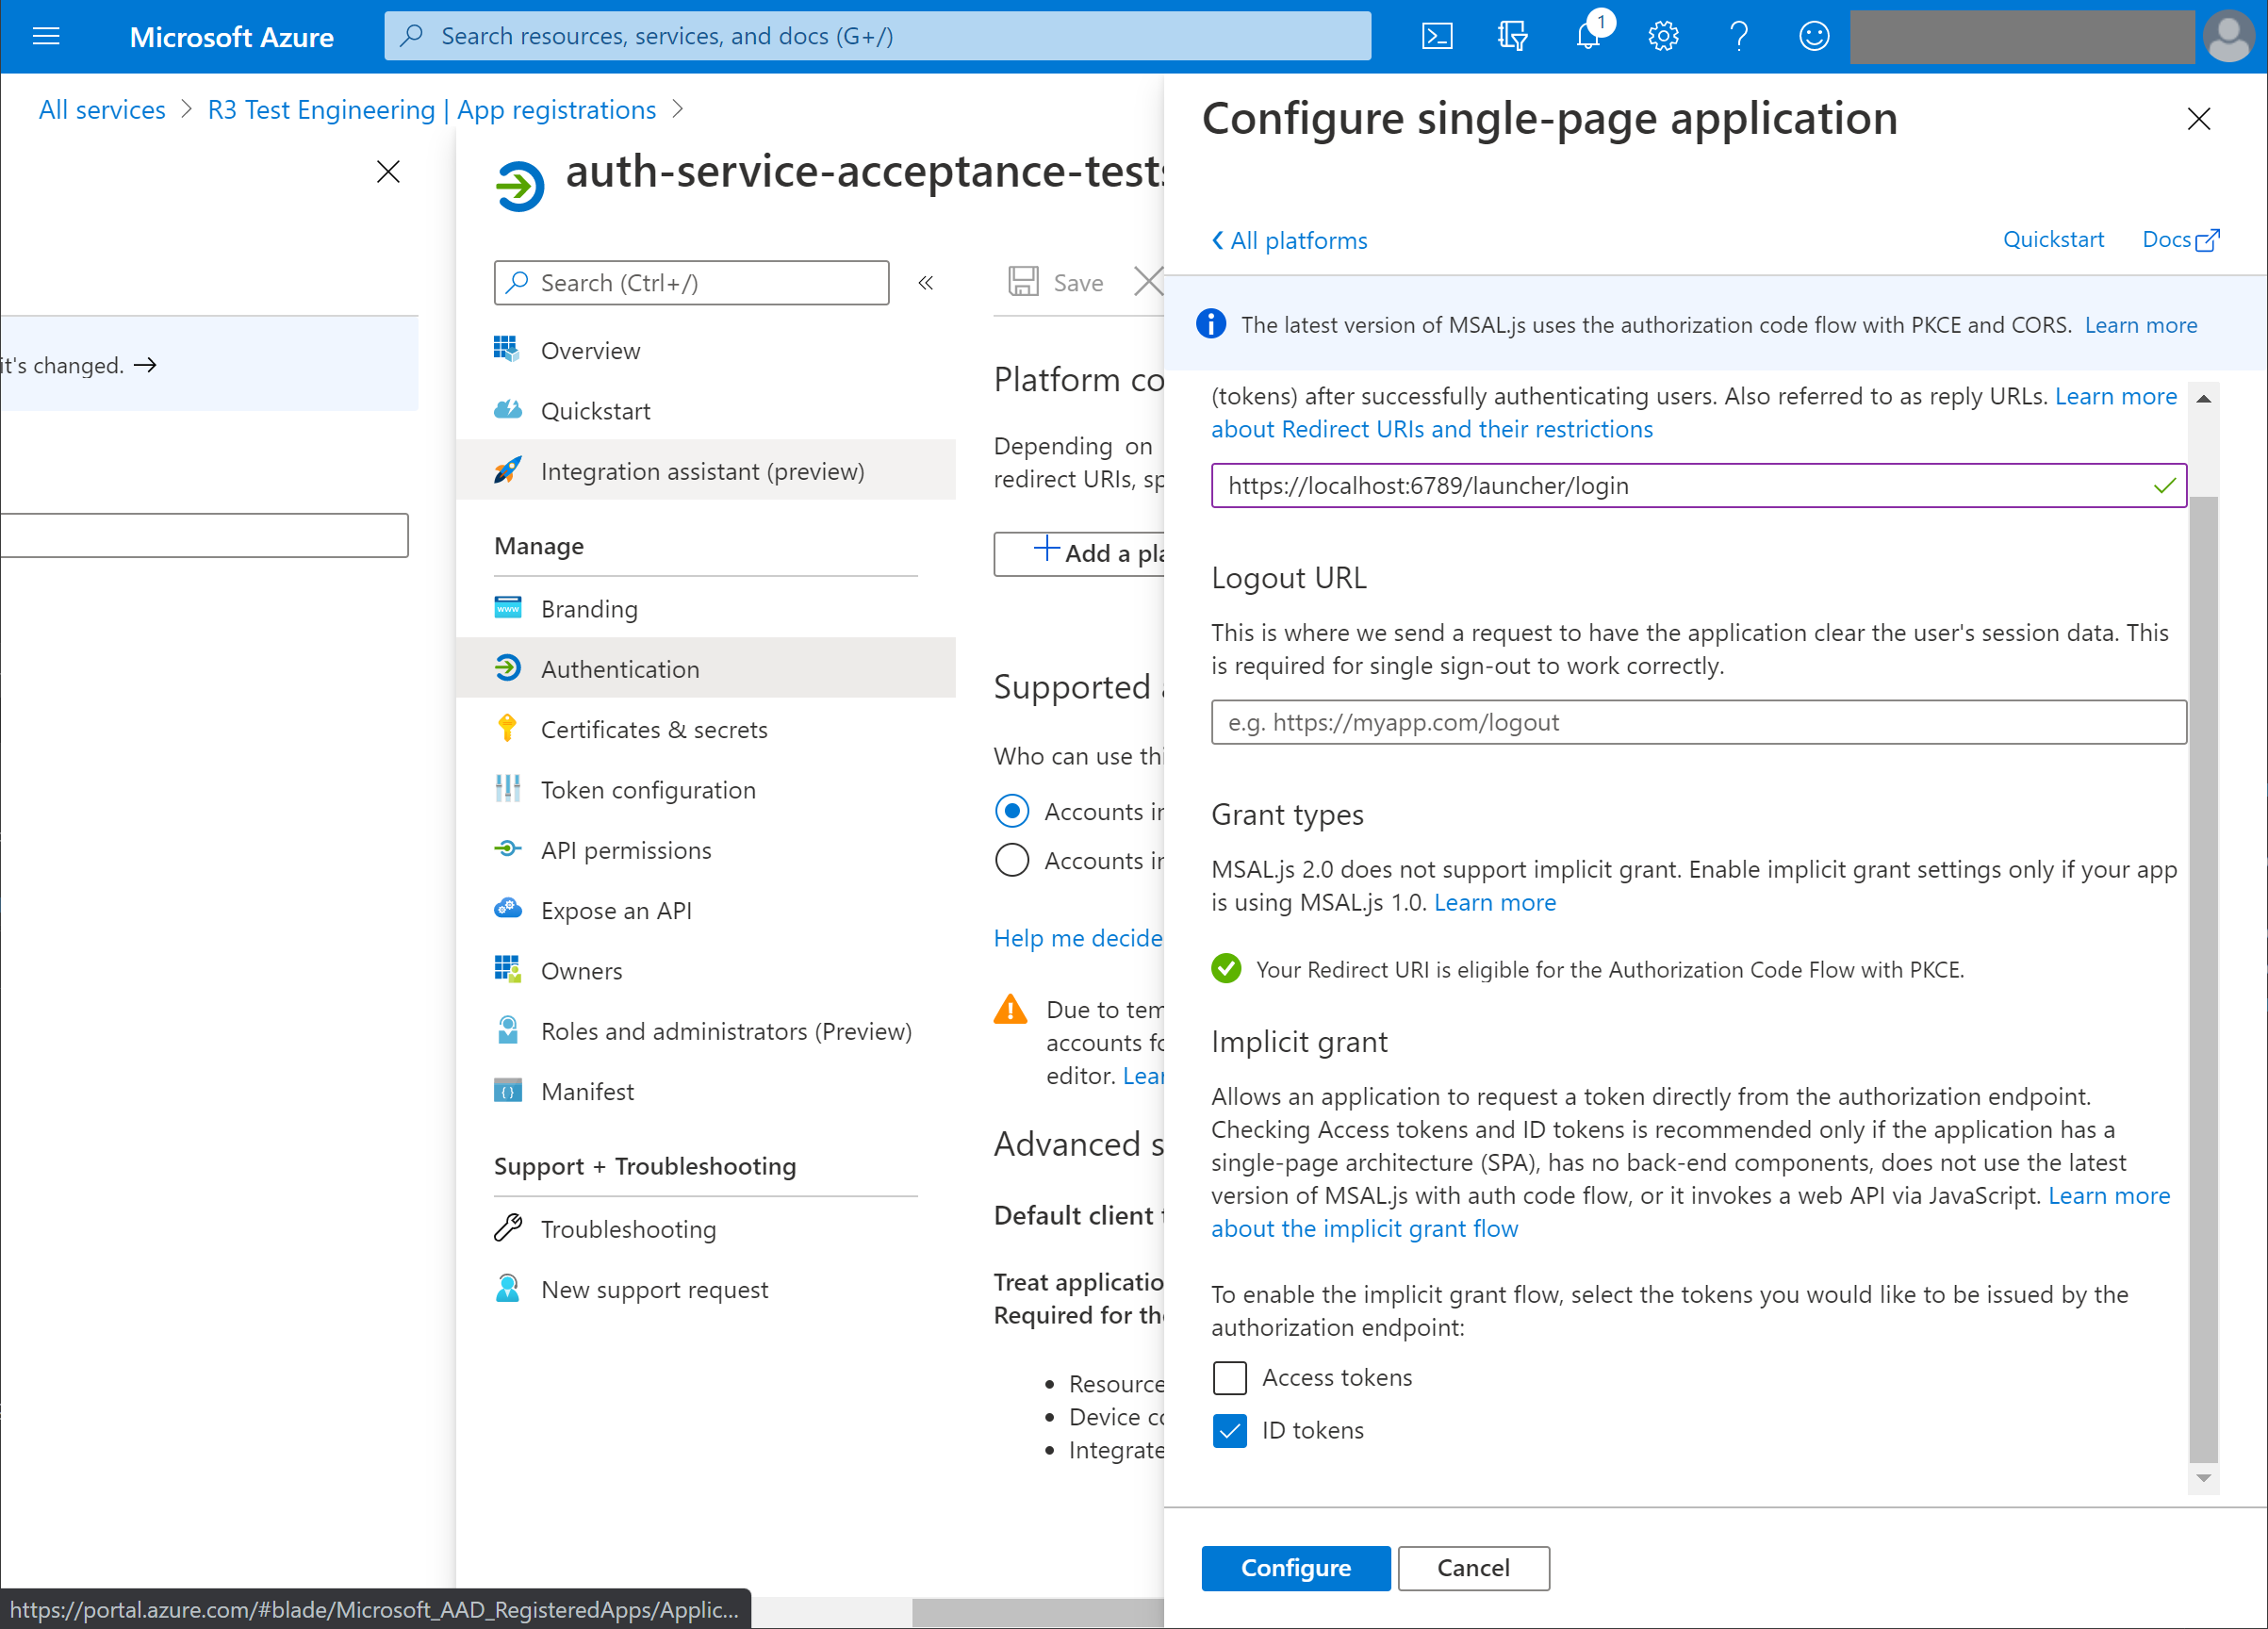 Microsoft Azure
Search resources, services, and docs (G+/)
1
All services > R3 Test Engineering | App registrations >
it's changed. →
auth-service-acceptance-tests
Search (Ctrl+/)
«
Overview
Quickstart
Integration assistant (preview)
Manage
Branding
Authentication
Certificates & secrets
Token configuration
API permissions
Expose an API
Owners
Roles and administrators (Preview)
Manifest
Support + Troubleshooting
Troubleshooting
New support request
Save
Platform co
Depending on
redirect URIs, sp
Add a pla
Supported a
Who can use thi
Accounts in
Accounts in
Help me decide
Due to tem
accounts fo
editor. Lear
Advanced s
Default client t
Treat applicatio
Required for the
• Resource
• Device co
• Integrate
Configure single-page application
All platforms
Quickstart
Docs
The latest version of MSAL.js uses the authorization code flow with PKCE and CORS. Learn more
(tokens) after successfully authenticating users. Also referred to as reply URLs. Learn more
about Redirect URIs and their restrictions
https://localhost:6789/launcher/login
Logout URL
This is where we send a request to have the application clear the user's session data. This
is required for single sign-out to work correctly.
e.g. https://myapp.com/logout
Grant types
MSAL.js 2.0 does not support implicit grant. Enable implicit grant settings only if your app
is using MSAL.js 1.0. Learn more
Your Redirect URI is eligible for the Authorization Code Flow with PKCE.
Implicit grant
Allows an application to request a token directly from the authorization endpoint.
Checking Access tokens and ID tokens is recommended only if the application has a
single-page architecture (SPA), has no back-end components, does not use the latest
version of MSAL.js with auth code flow, or it invokes a web API via JavaScript. Learn more
about the implicit grant flow
To enable the implicit grant flow, select the tokens you would like to be issued by the
authorization endpoint:
Access tokens
ID tokens
Configure
Cancel
https://portal.azure.com/#blade/Microsoft_AAD_RegisteredApps/Applic...